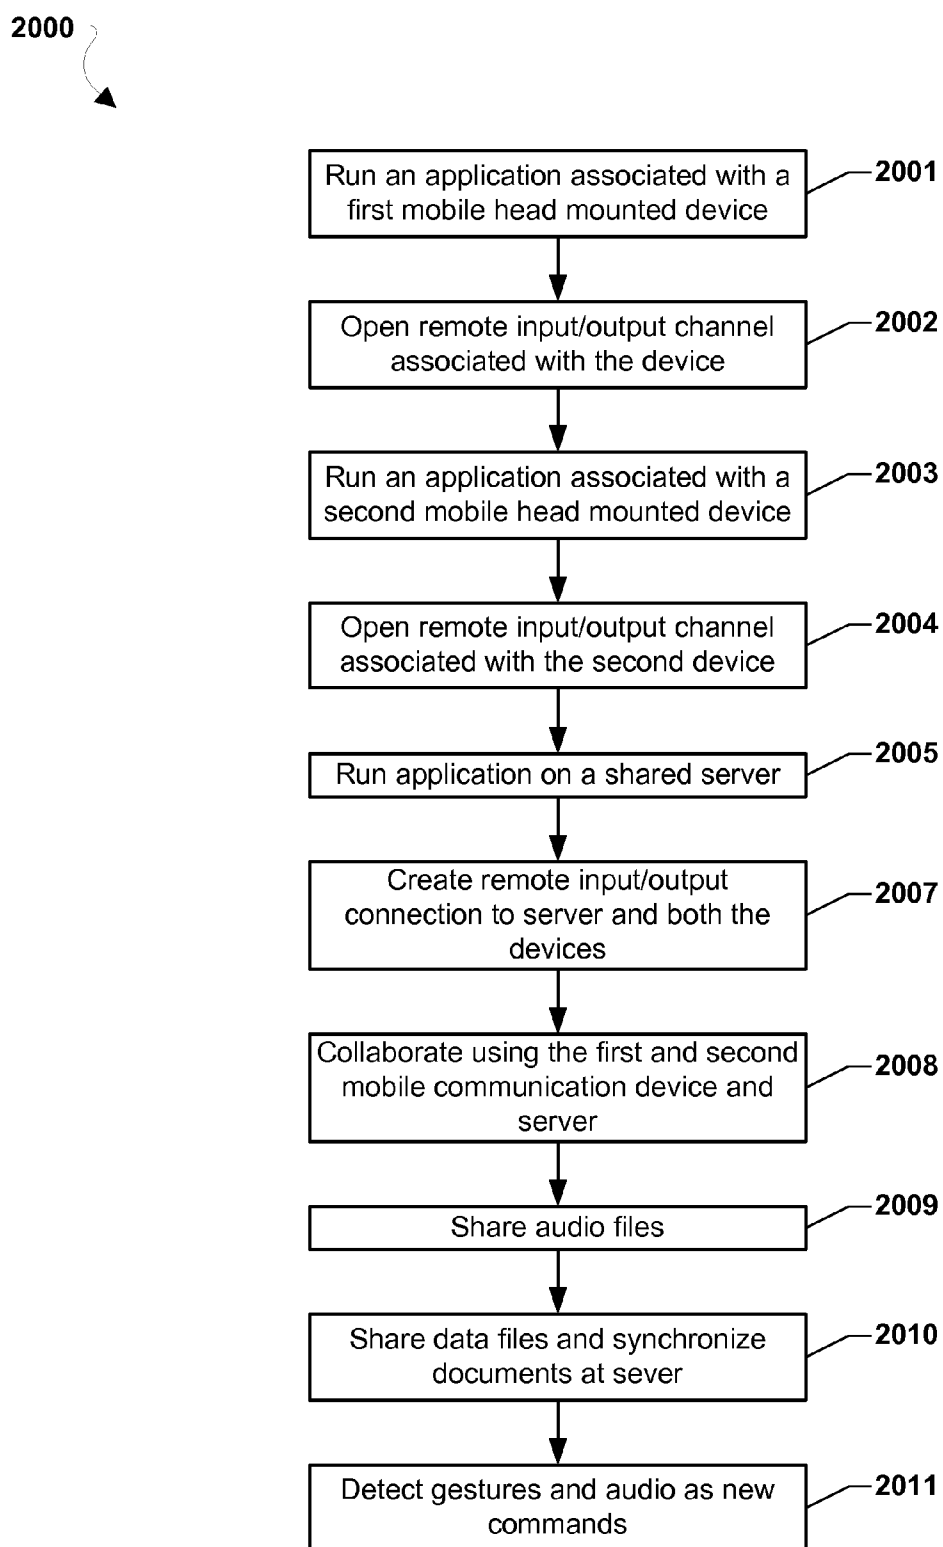 2000
Run an application associated with a
first mobile head mounted device
2001
Open remote input/output channel
associated with the device
2002
Run an application associated with a
second mobile head mounted device
2003
Open remote input/output channel
associated with the second device
2004
Run application on a shared server
2005
Create remote input/output
connection to server and both the
devices
2007
Collaborate using the first and second
mobile communication device and
server
2008
Share audio files
2009
Share data files and synchronize
documents at sever
2010
Detect gestures and audio as new
commands
2011